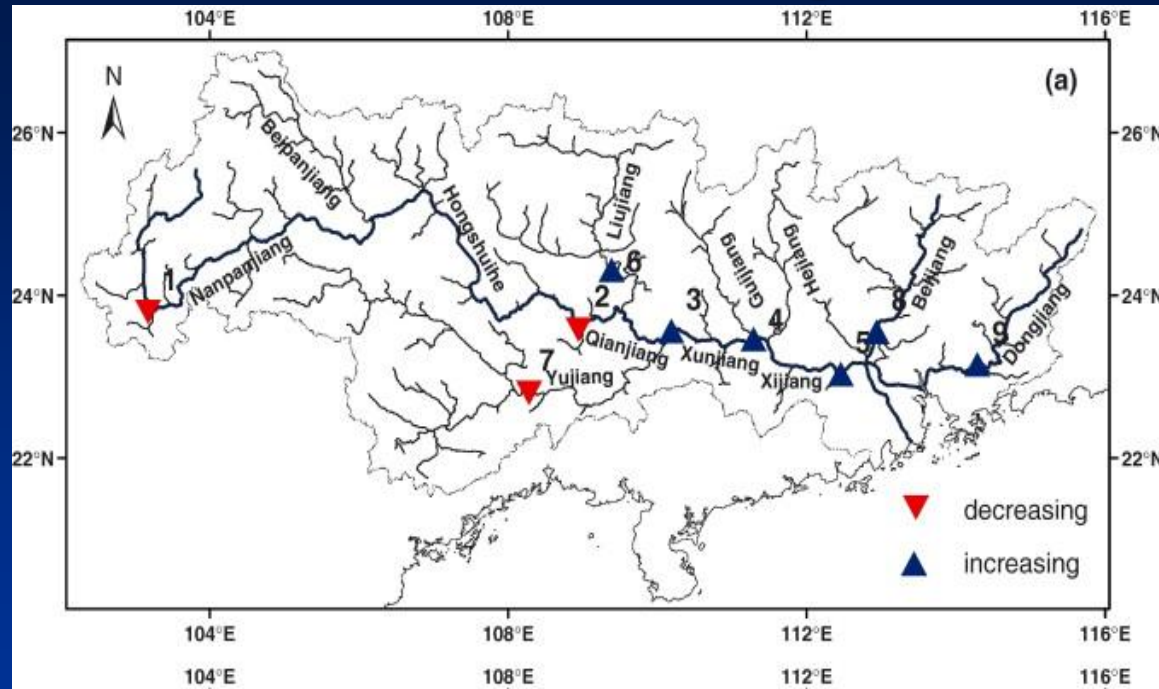 104°E 108°E 112°E 116°E
N
(a)
26°N 26°N
Beipanjiang
Liujiang
Hongshuihe
Guijiang
Hejiang
Beijiang
24°N 24°N
1
Nanpanjiang
6
2
3
4
8
5
9
Dongjiang
Qianjiang
Xunjiang
Xijiang
7
Yujiang
22°N 22°N
decreasing
increasing
104°E 108°E 112°E 116°E
104°E 108°E 112°E 116°E